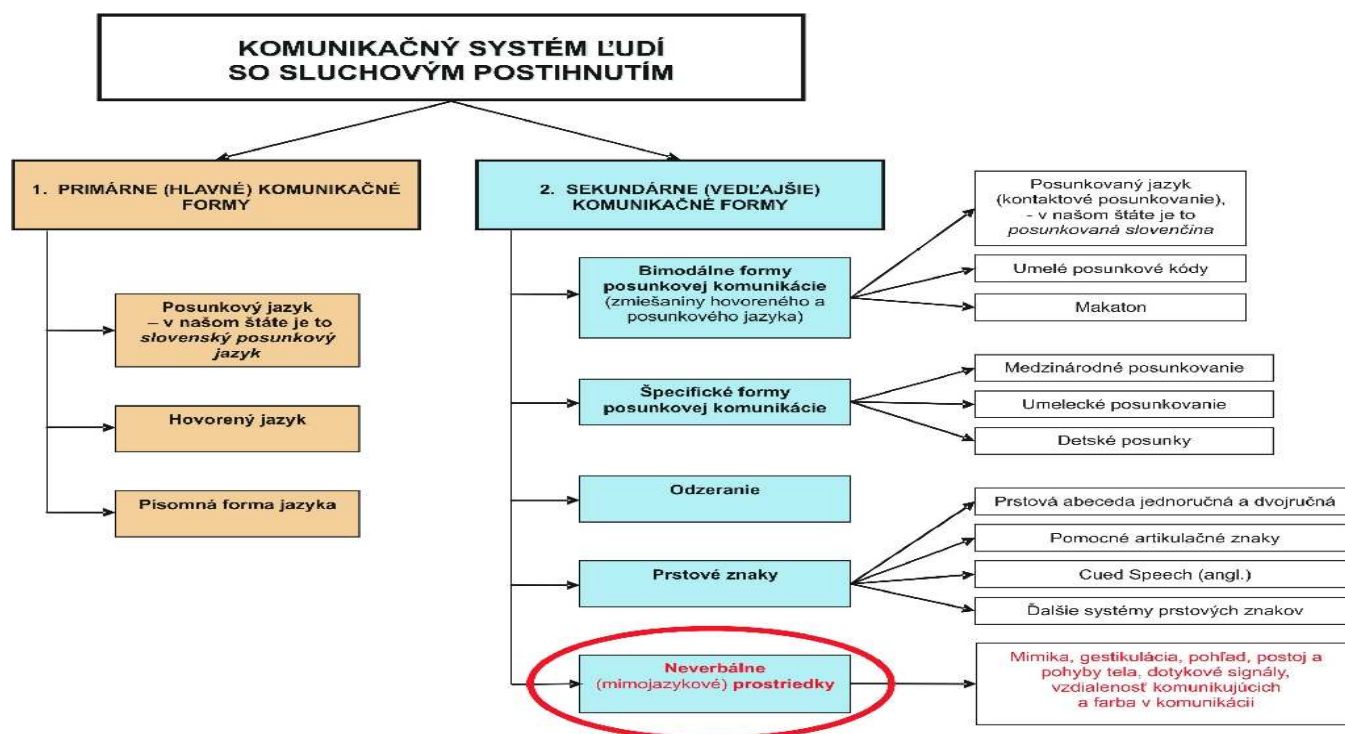 KOMUNIKAČNÝ SYSTÉM ĽUDÍ
SO SLUCHOVÝM POSTIHNUTÍM
1. PRIMÁRNE (HLAVNÉ) KOMUNIKAČNÉ
FORMY
Posunkový jazyk
– v našom štáte je to
slovenský posunkový
jazyk
Hovorený jazyk
Písomná forma jazyka
2. SEKUNDÁRNE (VEDĽAJŠIE)
KOMUNIKAČNÉ FORMY
Bimodálne formy
posunkovej komunikácie
(zmiešaniny hovoreného a
posunkového jazyka)
Posunkovaný jazyk
(kontaktové posunkovanie),
- v našom štáte je to
posunkovaná slovenčina
Umelé posunkové kódy
Makaton
Špecifické formy
posunkovej komunikácie
Medzinárodné posunkovanie
Umelecké posunkovanie
Detské posunky
Odzeranie
Prstové znaky
Prstová abeceda jednoručná a dvojručná
Pomocné artikulačné znaky
Cued Speech (angl.)
Ďalšie systémy prstových znakov
Neverbálne
(mimojazykové) prostriedky
Mimika, gestikulácia, pohľad, postoj a
pohyby tela, dotykové signály,
vzdialenosť komunikujúcich
a farba v komunikácii